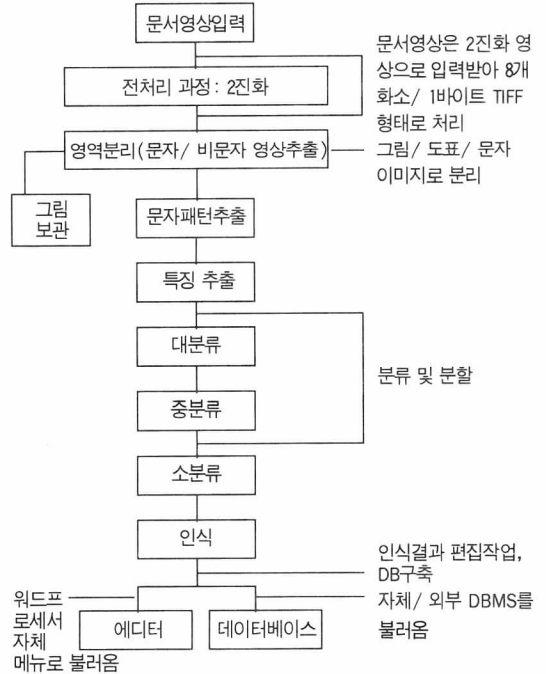 문서영상입력
문서영상은 2진화 영
상으로 입력받아 8개
화소/ 1바이트 TIFF
형태로 처리
전처리 과정 : 2진화
영역분리(문자/ 비문자 영상추출)
그림/ 도표/ 문자
이미지로 분리
그림
보관
문자패턴추출
특징 추출
대분류
분류 및 분할
중분류
소분류
인식
인식결과 편집작업,
DB구축
워드프
로세서
자체
메뉴로 불러옴
에디터
데이터베이스
자체/ 외부 DBMS를
불러옴